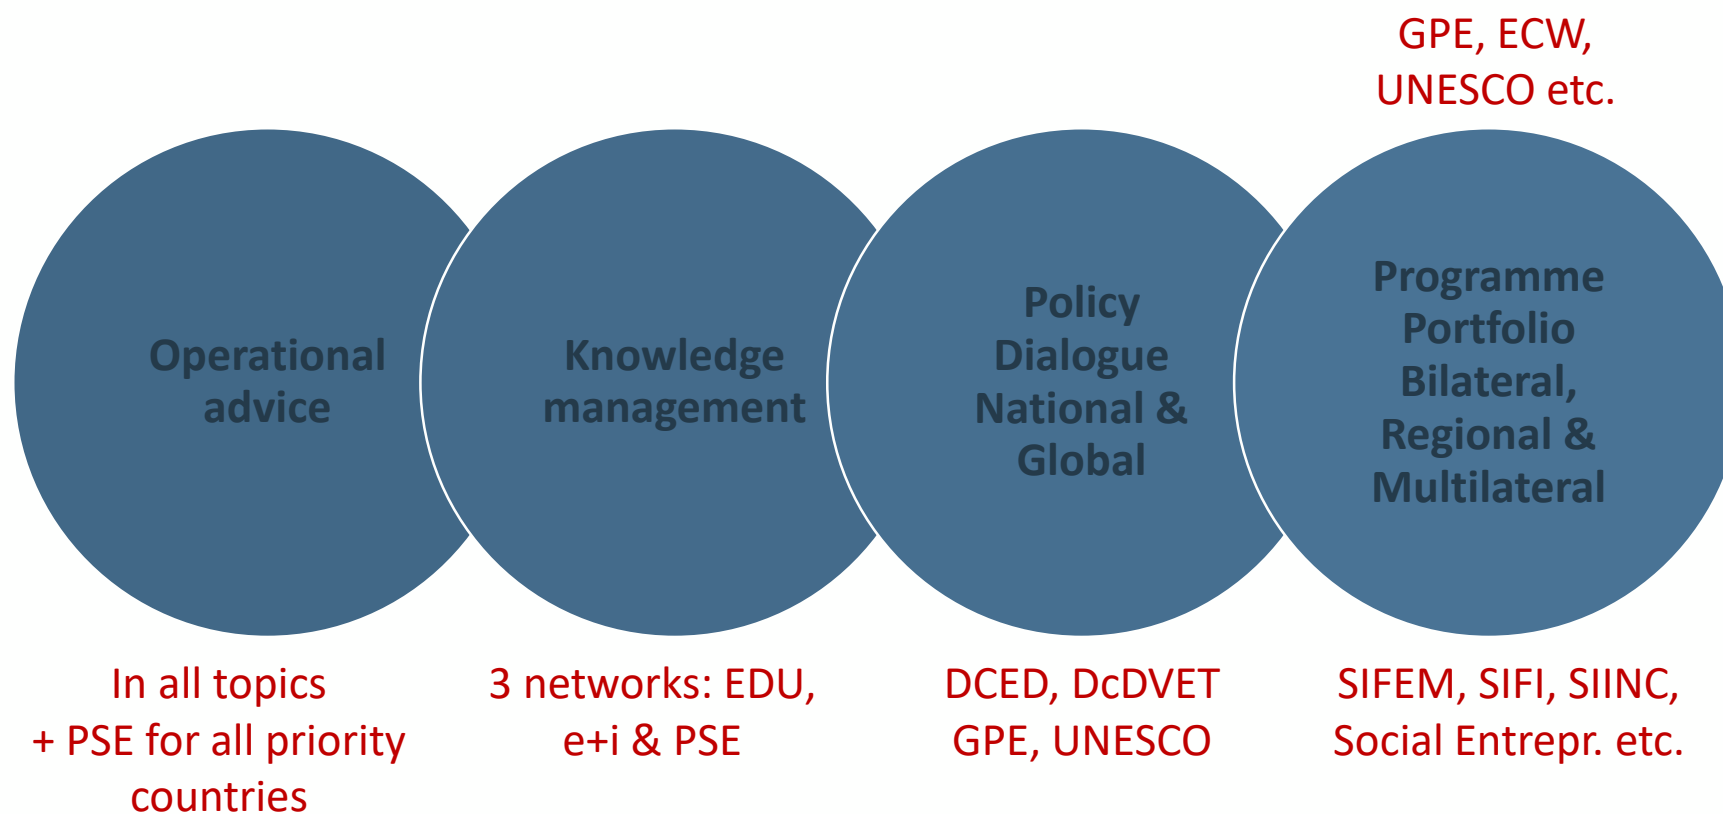 GPE, ECW,
UNESCO etc.
Operational
advice
Knowledge
management
Policy
Dialogue
National &
Global
Programme
Portfolio
Bilateral,
Regional &
Multilateral
In all topics
+ PSE for all priority
countries
3 networks: EDU,
e+i & PSE
DCED, DcDVET
GPE, UNESCO
SIFEM, SIFI, SIINC,
Social Entrepr. etc.